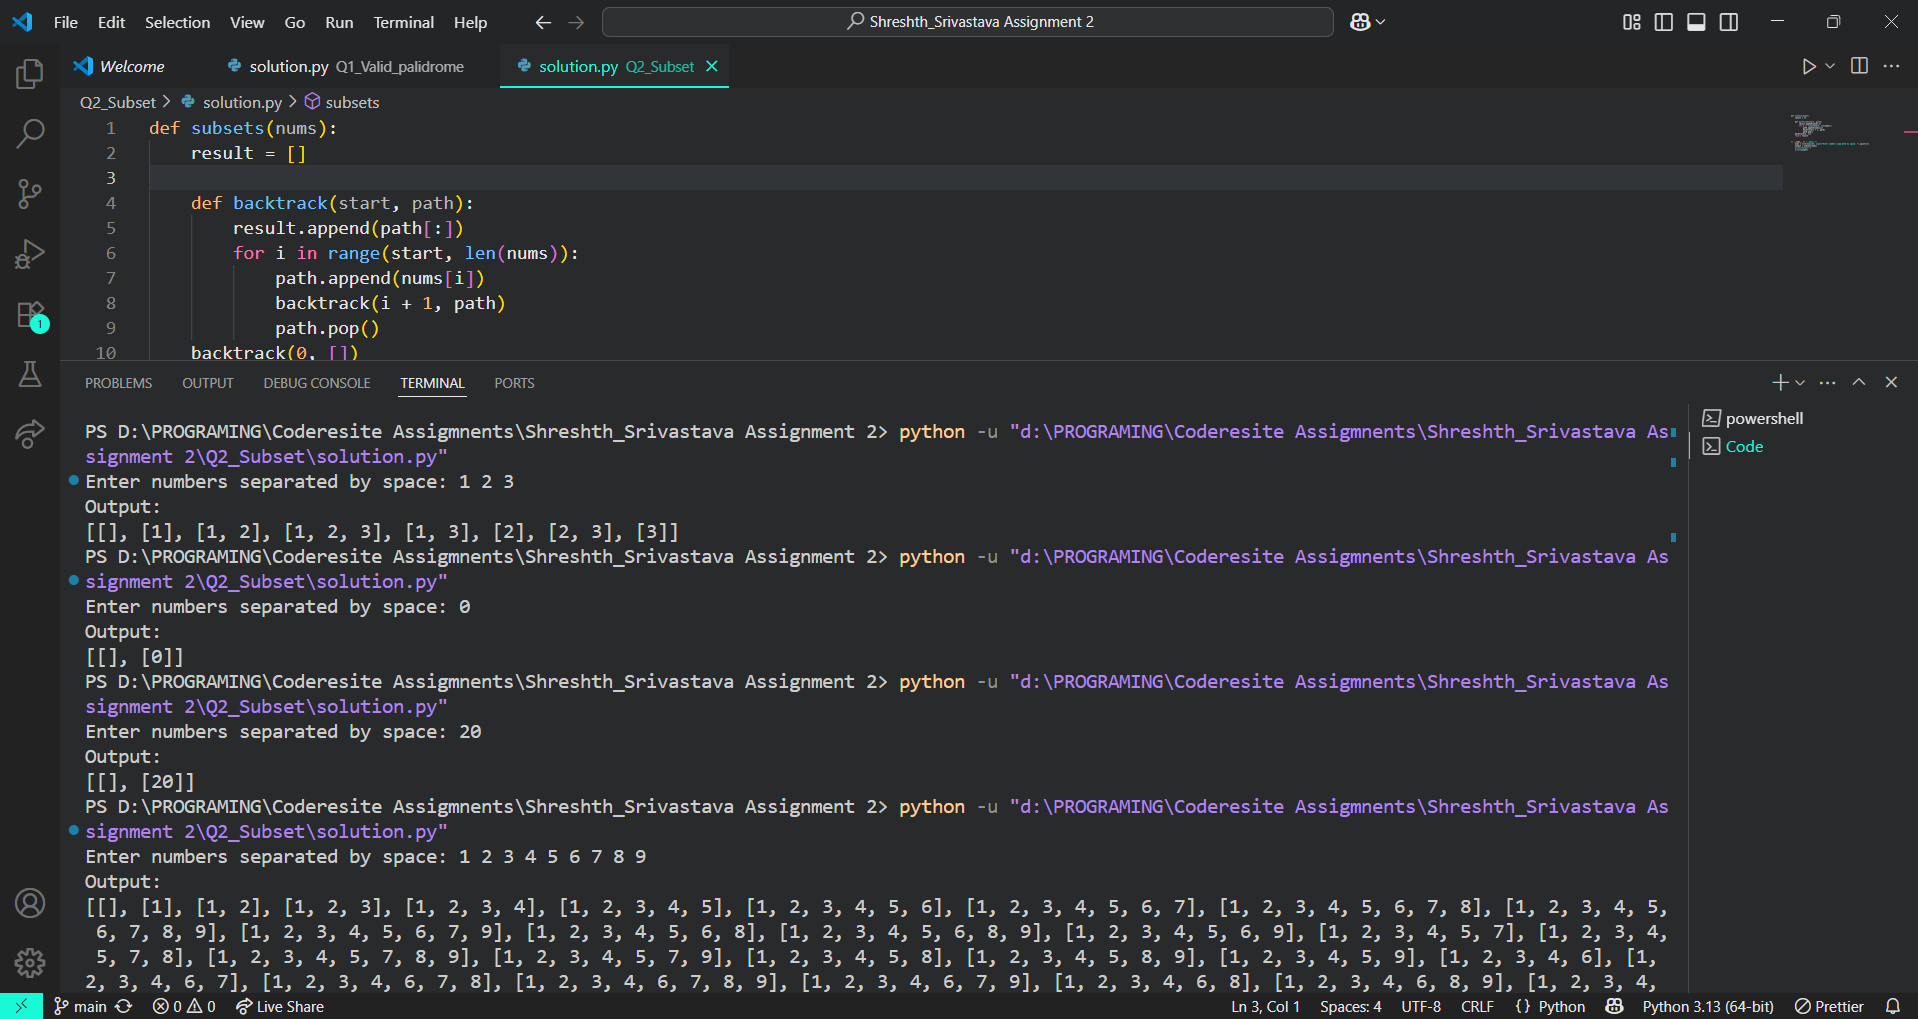 File Edit Selection View Go Run Terminal Help
Shreshth_Srivastava Assignment 2
Welcome
solution.py Q1_Valid_palidrome
solution.py Q2_Subset
Q2_Subset > solution.py > subsets
1 def subsets(nums):
2 result = []
3
4 def backtrack(start, path):
5 result.append(path[:])
6 for i in range(start, len(nums)):
7 path.append(nums[i])
8 backtrack(i + 1, path)
9 path.pop()
10 backtrack(0, [])
1
PROBLEMS OUTPUT DEBUG CONSOLE TERMINAL PORTS
powershell
Code
PS D:\PROGRAMING\Coderesite Assigmnents\Shreshth_Srivastava Assignment 2> python -u "d:\PROGRAMING\Coderesite Assigmnents\Shreshth_Srivastava As
signment 2\Q2_Subset\solution.py"
Enter numbers separated by space: 1 2 3
Output:
[[], [1], [1, 2], [1, 2, 3], [1, 3], [2], [2, 3], [3]]
PS D:\PROGRAMING\Coderesite Assigmnents\Shreshth_Srivastava Assignment 2> python -u "d:\PROGRAMING\Coderesite Assigmnents\Shreshth_Srivastava As
signment 2\Q2_Subset\solution.py"
Enter numbers separated by space: 0
Output:
[[], [0]]
PS D:\PROGRAMING\Coderesite Assigmnents\Shreshth_Srivastava Assignment 2> python -u "d:\PROGRAMING\Coderesite Assigmnents\Shreshth_Srivastava As
signment 2\Q2_Subset\solution.py"
Enter numbers separated by space: 20
Output:
[[], [20]]
PS D:\PROGRAMING\Coderesite Assigmnents\Shreshth_Srivastava Assignment 2> python -u "d:\PROGRAMING\Coderesite Assigmnents\Shreshth_Srivastava As
signment 2\Q2_Subset\solution.py"
Enter numbers separated by space: 1 2 3 4 5 6 7 8 9
Output:
[[], [1], [1, 2], [1, 2, 3], [1, 2, 3, 4], [1, 2, 3, 4, 5], [1, 2, 3, 4, 5, 6], [1, 2, 3, 4, 5, 6, 7], [1, 2, 3, 4, 5, 6, 7, 8], [1, 2, 3, 4, 5,
6, 7, 8, 9], [1, 2, 3, 4, 5, 6, 7, 9], [1, 2, 3, 4, 5, 6, 8], [1, 2, 3, 4, 5, 6, 8, 9], [1, 2, 3, 4, 5, 6, 9], [1, 2, 3, 4, 5, 7], [1, 2, 3, 4,
5, 7, 8], [1, 2, 3, 4, 5, 7, 8, 9], [1, 2, 3, 4, 5, 7, 9], [1, 2, 3, 4, 5, 8], [1, 2, 3, 4, 5, 8, 9], [1, 2, 3, 4, 5, 9], [1, 2, 3, 4, 6], [1,
2, 3, 4, 6, 7], [1, 2, 3, 4, 6, 7, 8], [1, 2, 3, 4, 6, 7, 8, 9], [1, 2, 3, 4, 6, 7, 9], [1, 2, 3, 4, 6, 8], [1, 2, 3, 4, 6, 8, 9], [1, 2, 3, 4,
main 0 0 Live Share Ln 3, Col 1 Spaces: 4 UTF-8 CRLF {} Python Python 3.13 (64-bit) Prettier